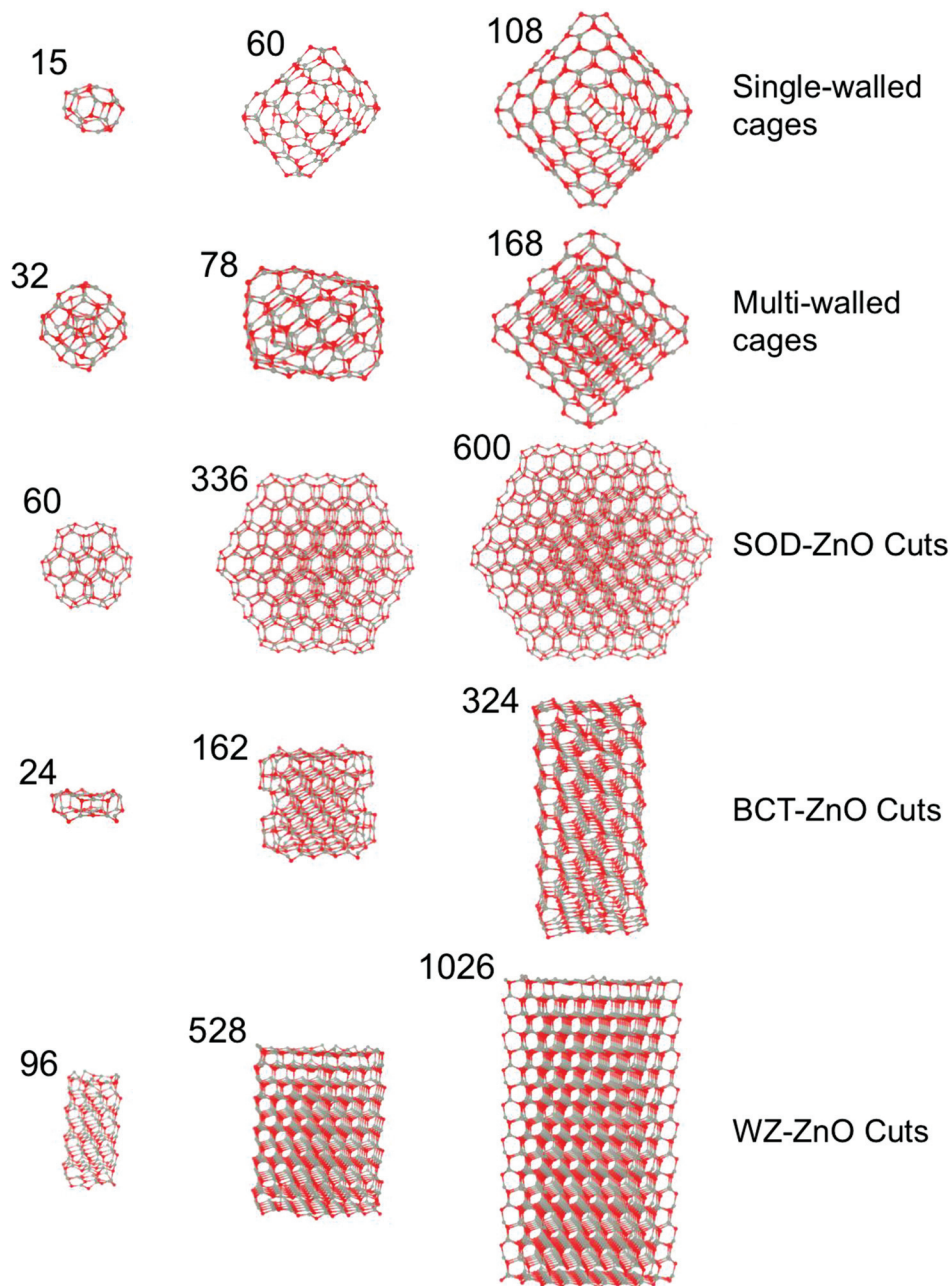 15
60
108
Single-walled
cages
32
78
168
Multi-walled
cages
60
336
600
SOD-ZnO Cuts
24
162
324
BCT-ZnO Cuts
96
528
1026
WZ-ZnO Cuts